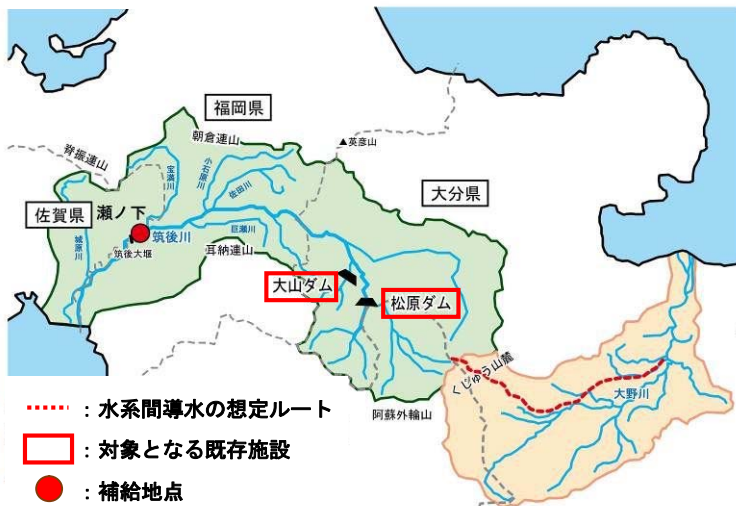 福岡県
朝倉連山
▲英彦山
脊振連山
宝満川
小石原川
佐田川
大分県
佐賀県
瀬ノ下
筑後川
巨瀬川
城原川
筑後大堰
耳納連山
大山ダム
松原ダム
くじゅう山麓
大野川
阿蘇外輪山
:水系間導水の想定ルート
:対象となる既存施設
:補給地点